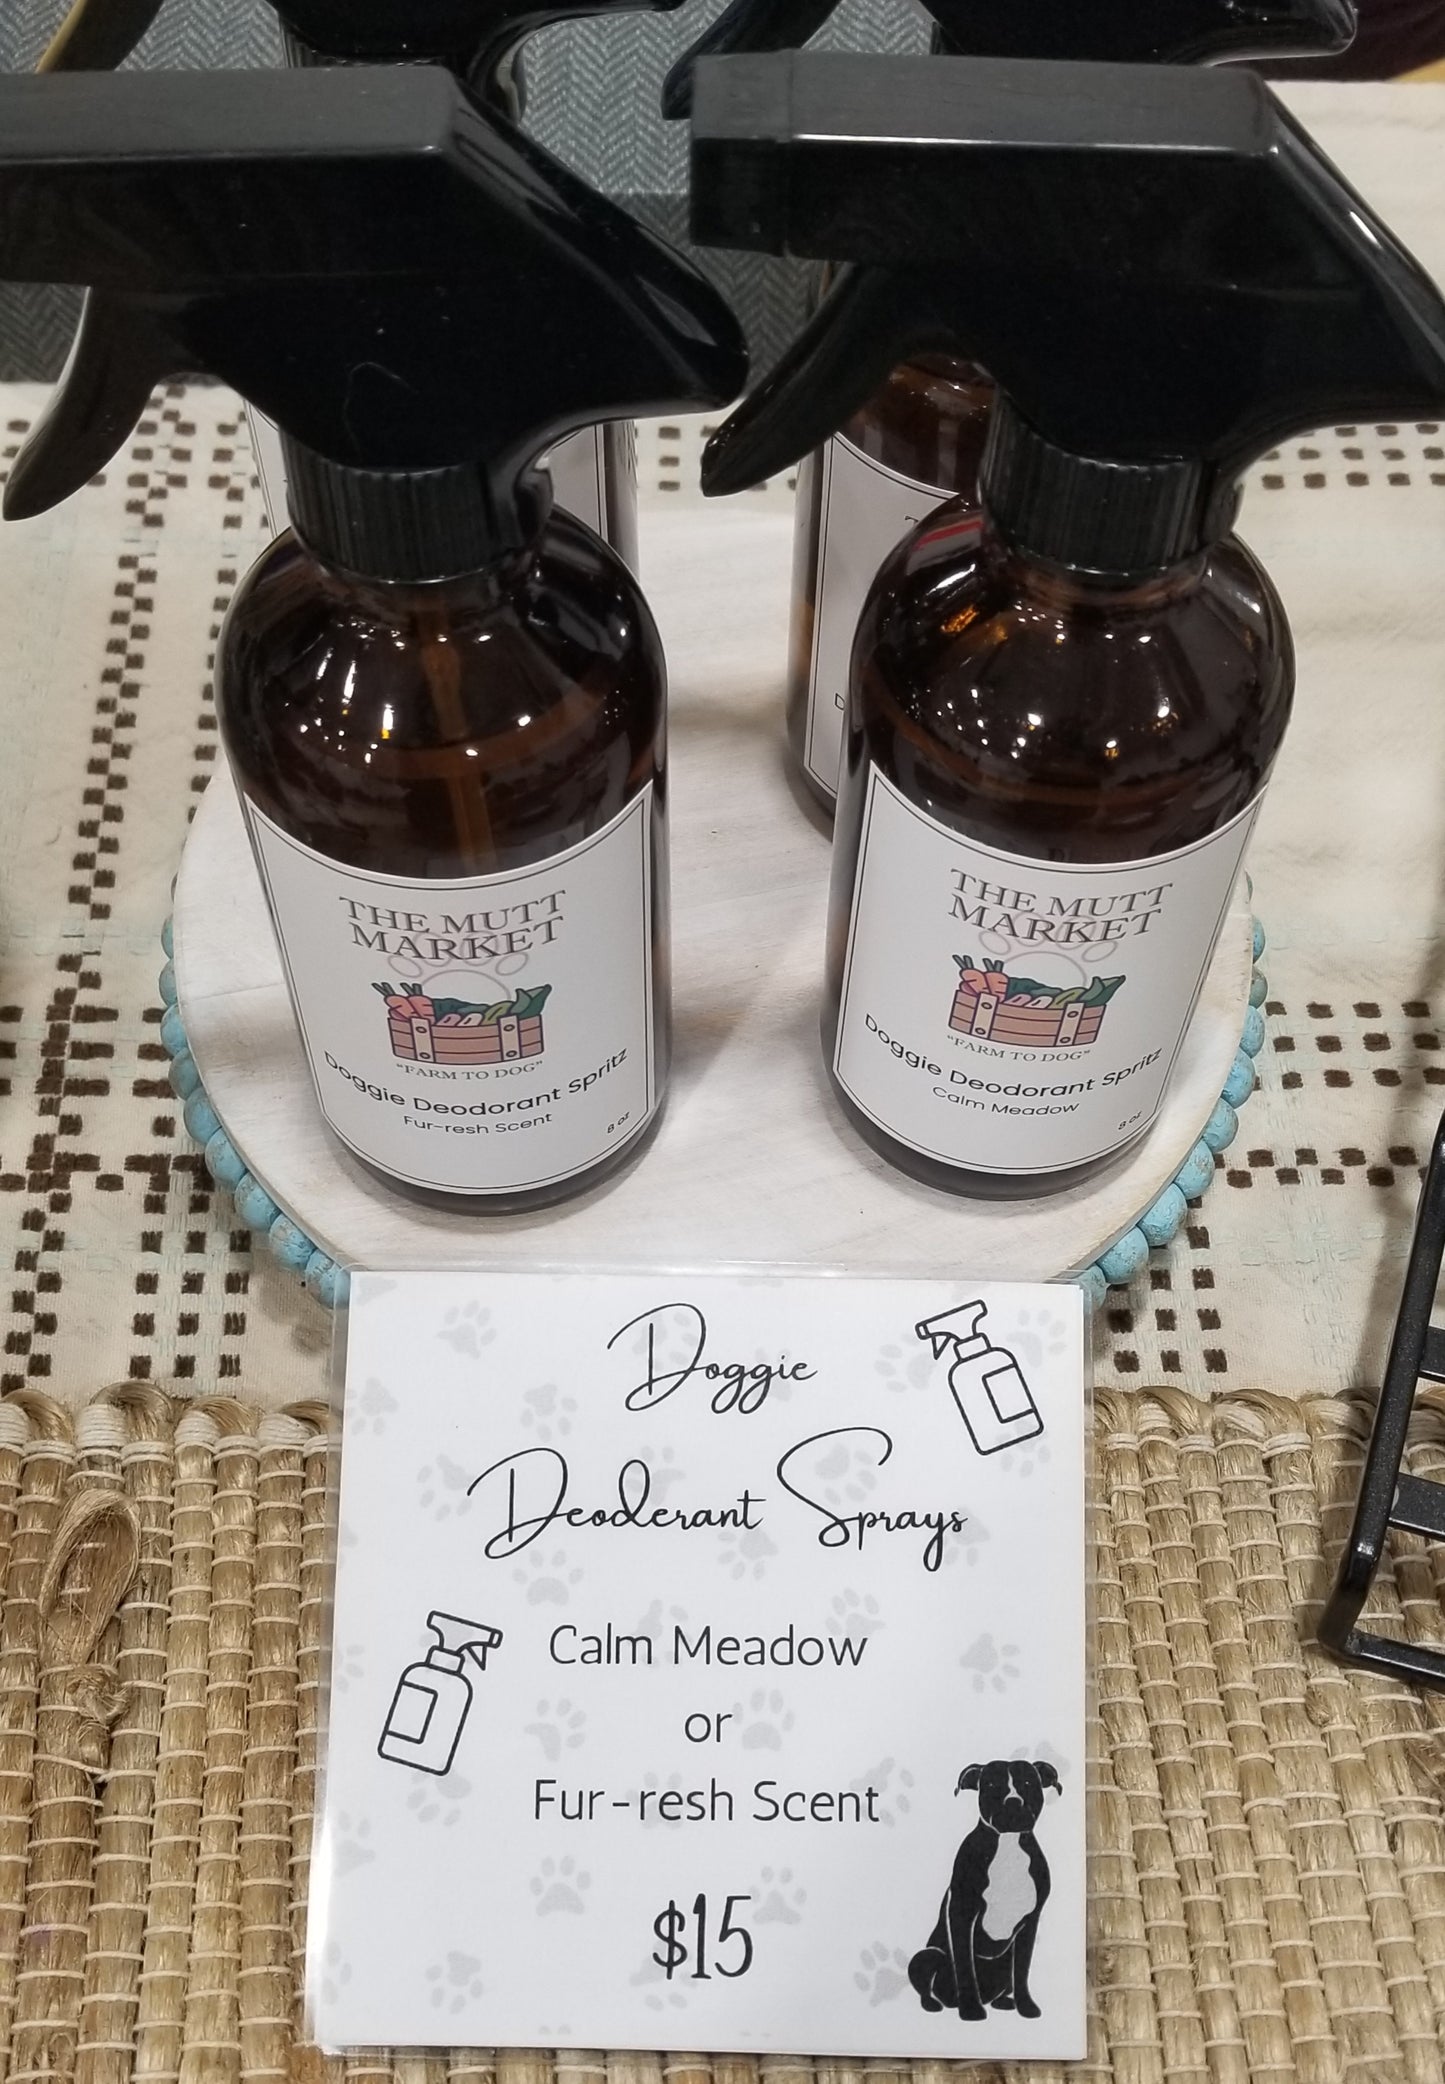 THE MUTT
MARKET
"FARM TO DOG"
Doggie Deodorant Spritz
Fur-resh Scent
8 oz
THE MUTT
MARKET
"FARM TO DOG"
Doggie Deodorant Spritz
Calm Meadow
8 oz
Doggie
Deoderant Sprays
Calm Meadow
or
Fur-resh Scent
$15